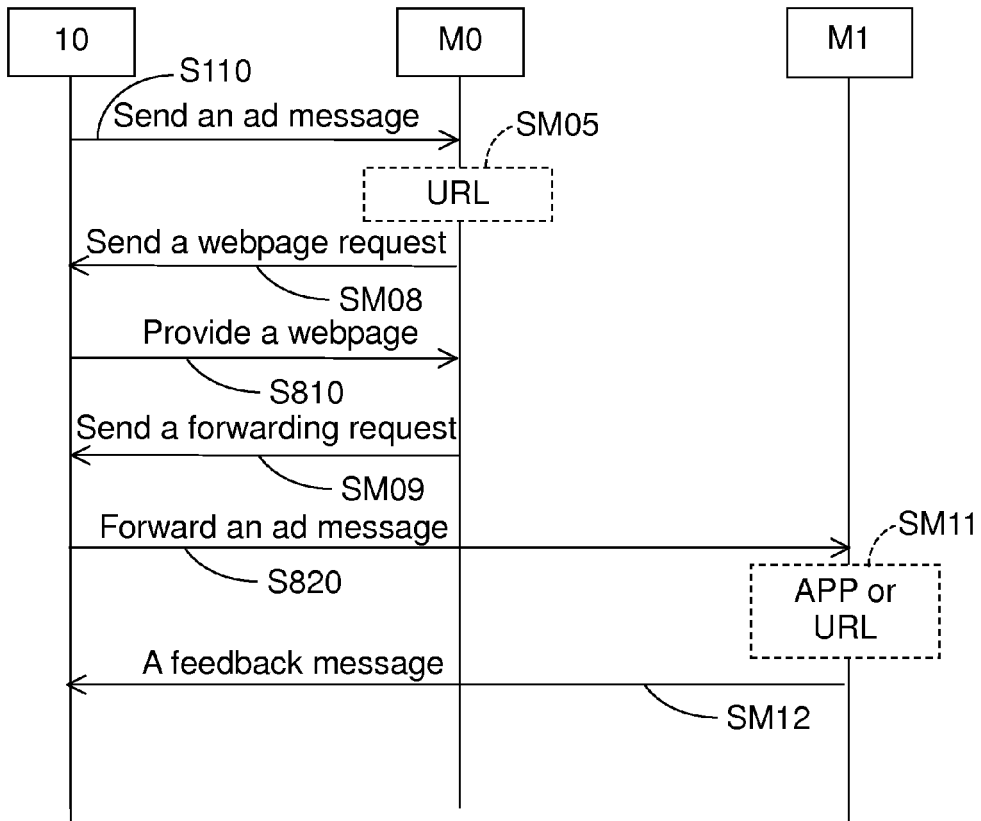 10
M0
M1
S110
Send an ad message
SM05
URL
Send a webpage request
SM08
Provide a webpage
S810
Send a forwarding request
SM09
Forward an ad message
SM11
S820
APP or
URL
A feedback message
SM12